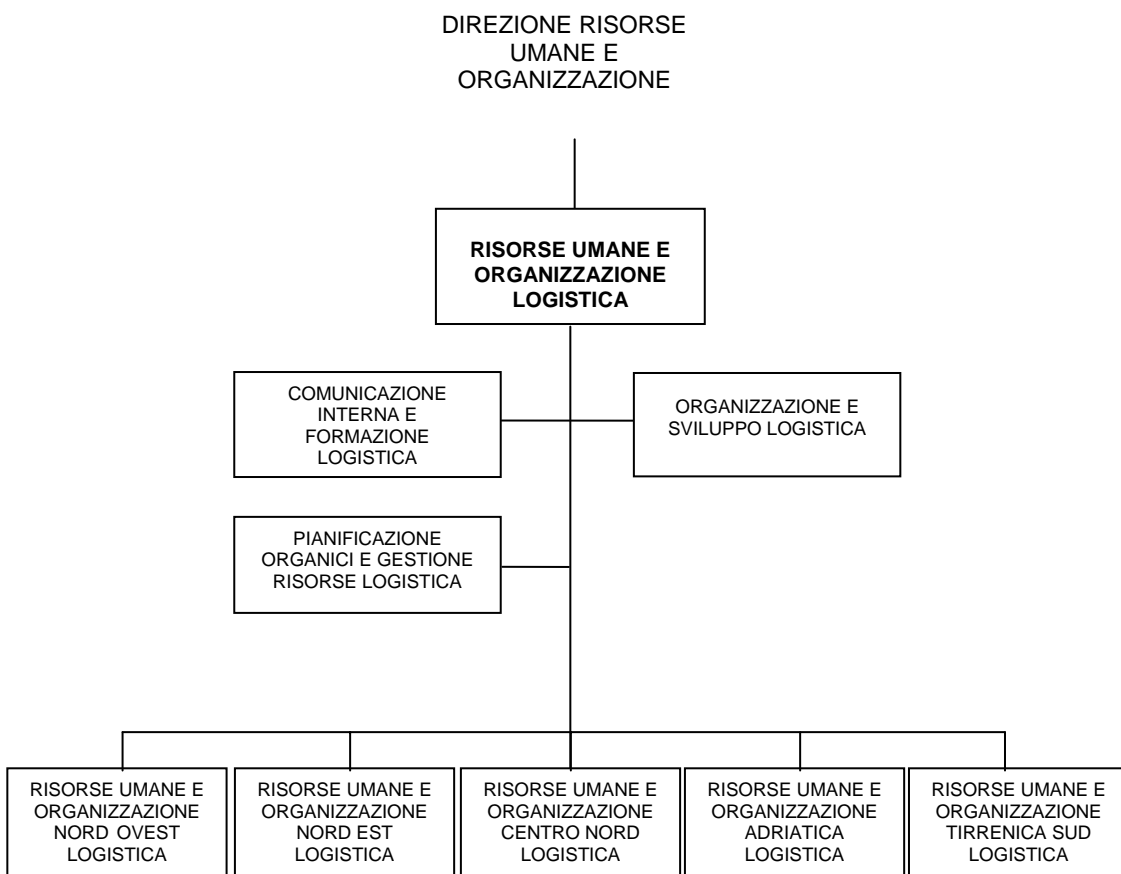 DIREZIONE RISORSE
UMANE E
ORGANIZZAZIONE
RISORSE UMANE E
ORGANIZZAZIONE
LOGISTICA
COMUNICAZIONE
INTERNA E
FORMAZIONE
LOGISTICA
ORGANIZZAZIONE E
SVILUPPO LOGISTICA
PIANIFICAZIONE
ORGANICI E GESTIONE
RISORSE LOGISTICA
RISORSE UMANE E
ORGANIZZAZIONE
NORD OVEST
LOGISTICA
RISORSE UMANE E
ORGANIZZAZIONE
NORD EST
LOGISTICA
RISORSE UMANE E
ORGANIZZAZIONE
CENTRO NORD
LOGISTICA
RISORSE UMANE E
ORGANIZZAZIONE
ADRIATICA
LOGISTICA
RISORSE UMANE E
ORGANIZZAZIONE
TIRRENICA SUD
LOGISTICA